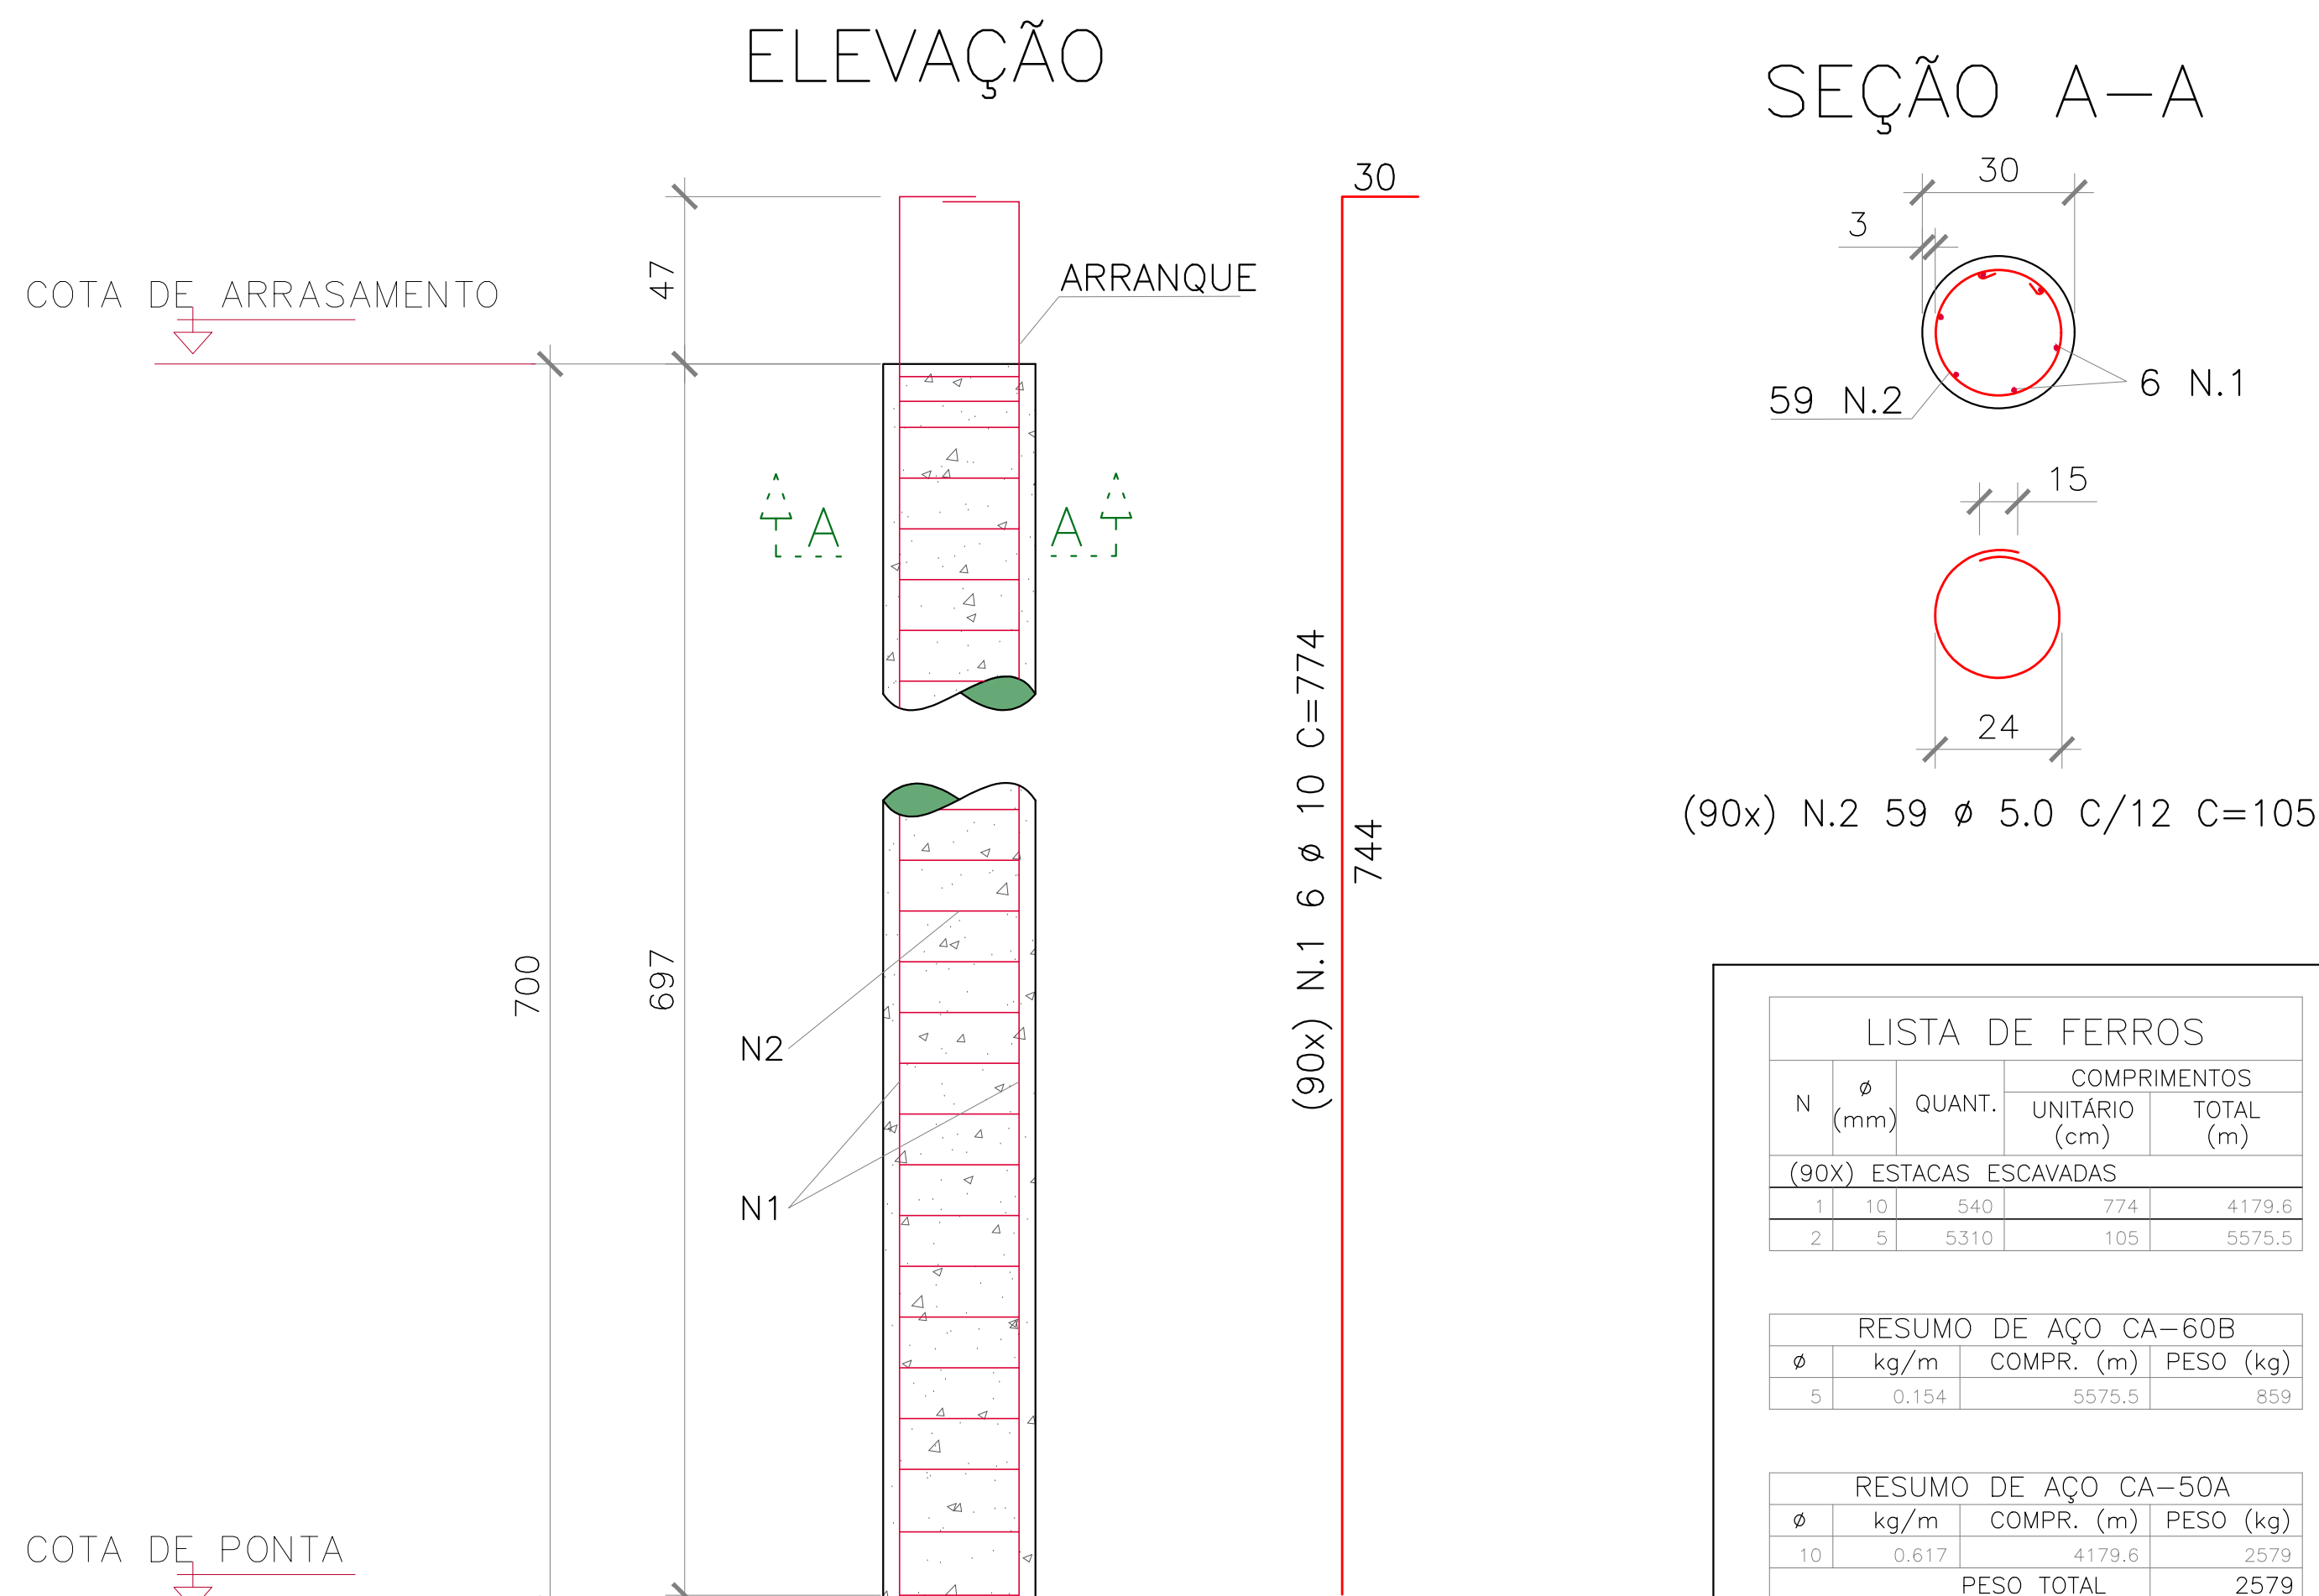 ELEVAÇÃO
SEÇÃO A-A
30
30
3
47
ARRANQUE
COTA DE ARRASAMENTO
59 N.2
6 N.1
15
A
A
24
(90x) N.2 59 ø 5.0 C/12 C=105
(90x) N.1 6 ø 10 C=774
744
700
697
N2
N1
COTA DE PONTA
LISTA DE FERROS
N ø (mm) QUANT. COMPRIMENTOS
UNITÁRIO (cm) TOTAL (m)
(90X) ESTACAS ESCAVADAS
1 10 540 774 4179.6
2 5 5310 105 5575.5
RESUMO DE AÇO CA-60B
ø kg/m COMPR. (m) PESO (kg)
5 0.154 5575.5 859
RESUMO DE AÇO CA-50A
ø kg/m COMPR. (m) PESO (kg)
10 0.617 4179.6 2579
PESO TOTAL 2579